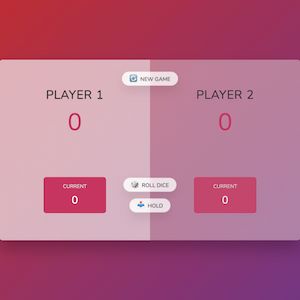 NEW GAME
PLAYER 1
0
PLAYER 2
0
CURRENT
0
ROLL DICE
HOLD
CURRENT
0